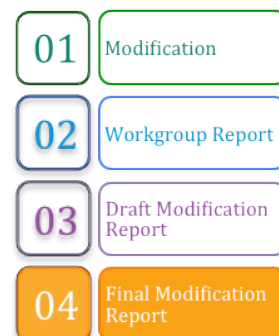 01
Modification
02
Workgroup Report
03
Draft Modification
Report
04
Final Modification
Report